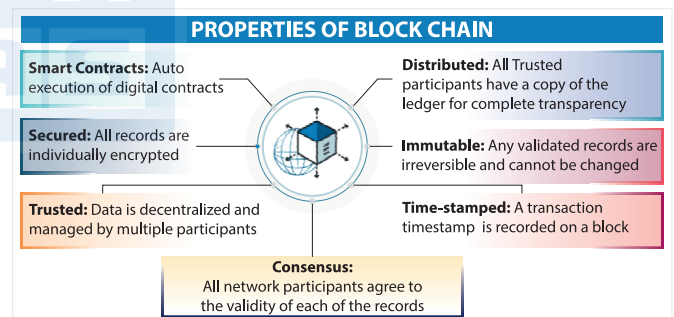 PROPERTIES OF BLOCK CHAIN
Smart Contracts: Auto
execution of digital contracts
Distributed: All Trusted
participants have a copy of the
ledger for complete transparency
Secured: All records are
individually encrypted
Immutable: Any validated records are
irreversible and cannot be changed
Trusted: Data is decentralized and
managed by multiple participants
Time-stamped: A transaction
timestamp is recorded on a block
Consensus:
All network participants agree to
the validity of each of the records